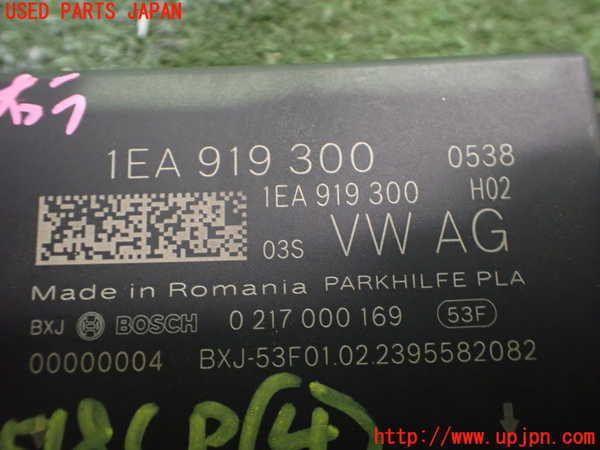 USED PARTS JAPAN
1EA 919 300 0538
1EA 919 300 H02
03S VW AG
Made in Romania PARKHILFE PLA
BXJ BOSCH 0 217 000 169 53F
00000004 BXJ-53F01.02.2395582082
P(4)
http://www.upjpn.com